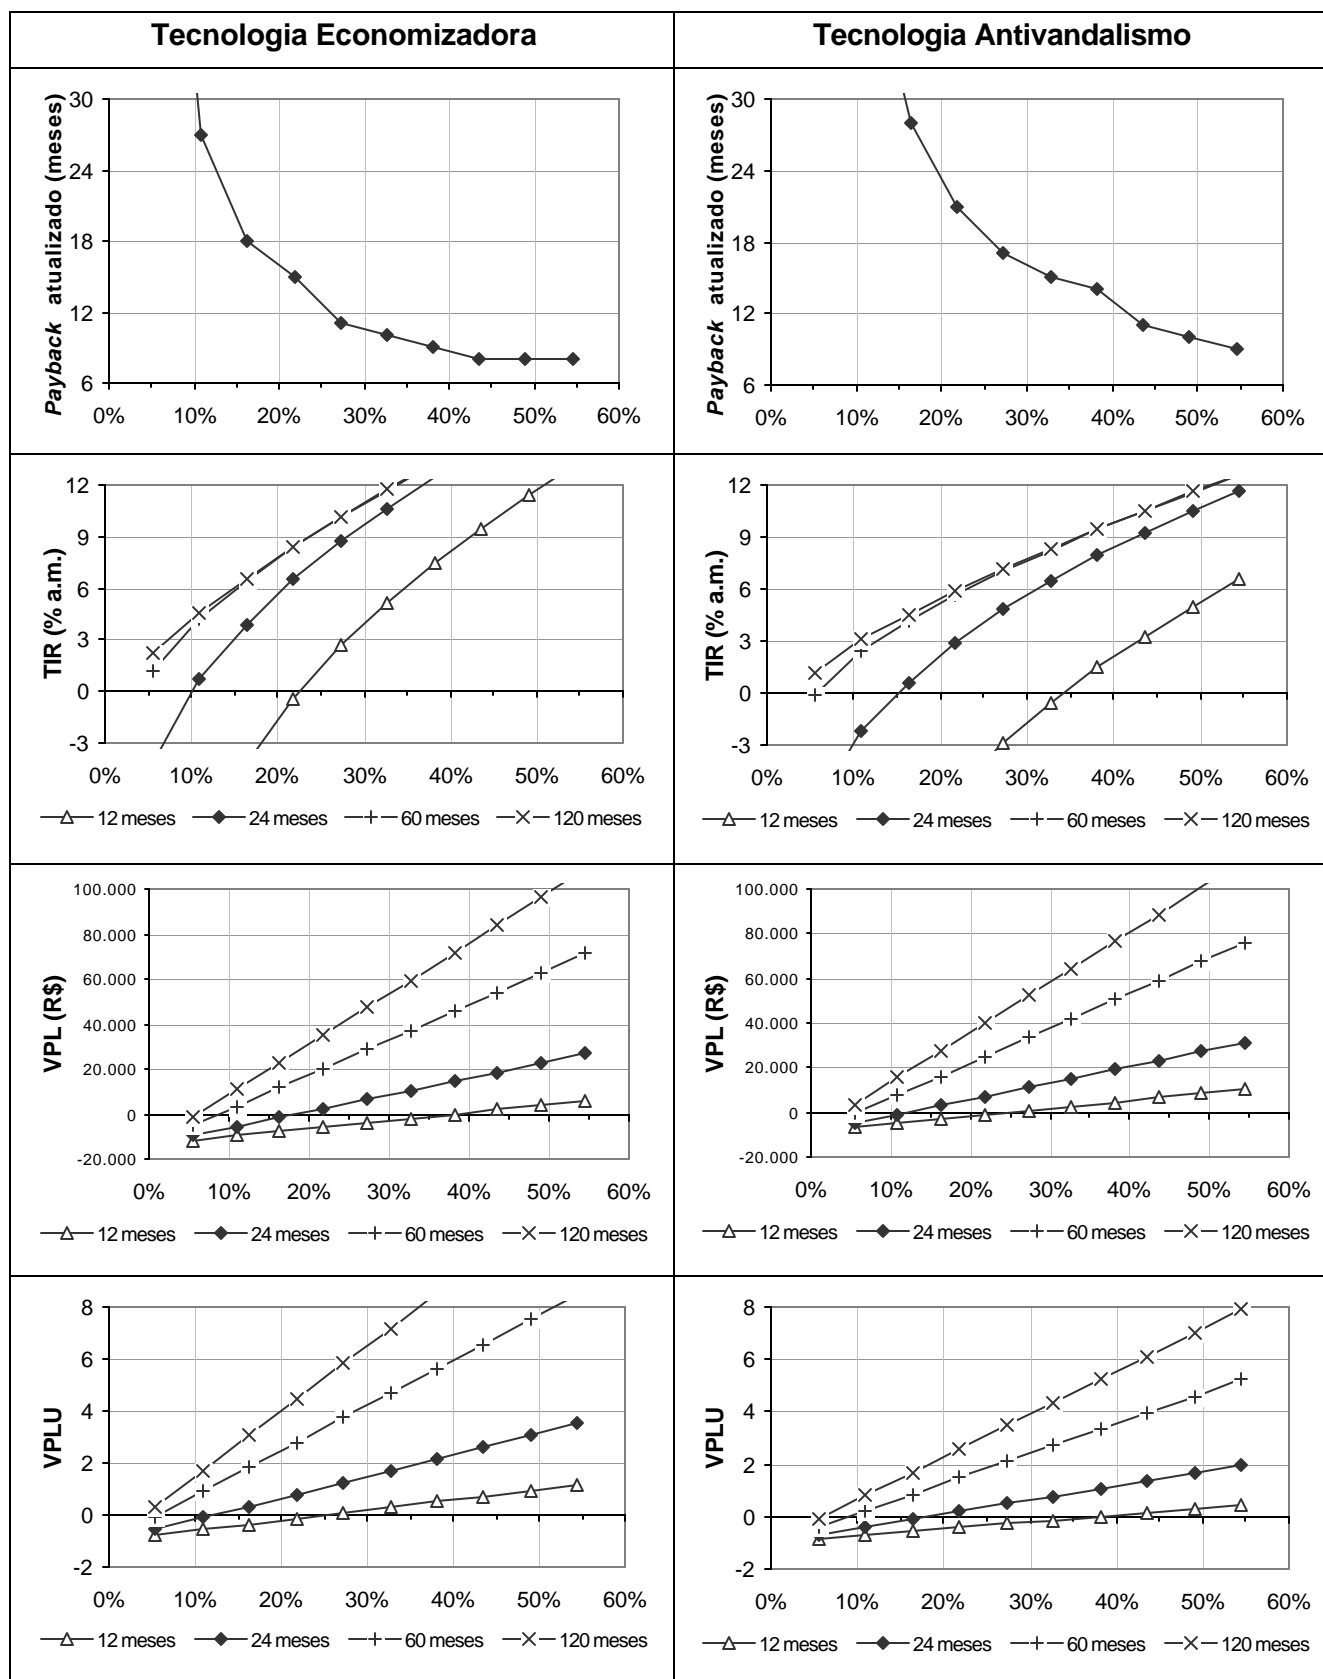 Tecnologia Economizadora
Tecnologia Antivandalismo
Payback atualizado (meses)
30
24
18
12
6
0% 10% 20% 30% 40% 50% 60%
Payback atualizado (meses)
30
24
18
12
6
0% 10% 20% 30% 40% 50% 60%
TIR (% a.m.)
12
9
6
3
0
-3
0% 10% 20% 30% 40% 50% 60%
12 meses 24 meses 60 meses 120 meses
TIR (% a.m.)
12
9
6
3
0
-3
0% 10% 20% 30% 40% 50% 60%
12 meses 24 meses 60 meses 120 meses
VPL (R$)
100.000
80.000
60.000
40.000
20.000
0
-20.000
0% 10% 20% 30% 40% 50% 60%
12 meses 24 meses 60 meses 120 meses
VPL (R$)
100.000
80.000
60.000
40.000
20.000
0
-20.000
0% 10% 20% 30% 40% 50% 60%
12 meses 24 meses 60 meses 120 meses
VPLU
8
6
4
2
0
-2
0% 10% 20% 30% 40% 50% 60%
12 meses 24 meses 60 meses 120 meses
VPLU
8
6
4
2
0
-2
0% 10% 20% 30% 40% 50% 60%
12 meses 24 meses 60 meses 120 meses